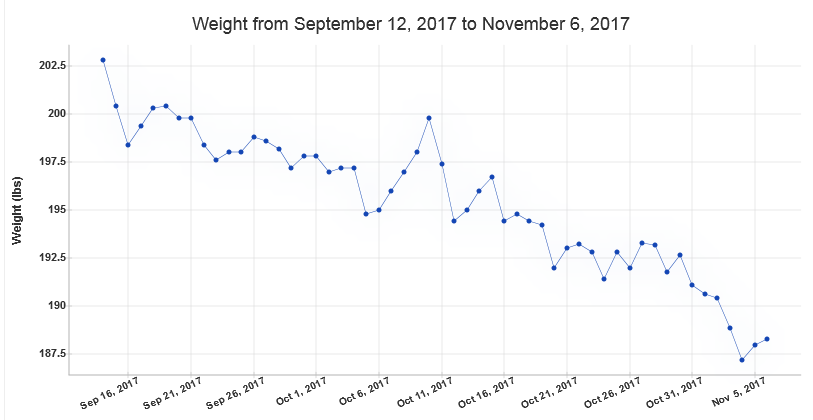 Weight from September 12, 2017 to November 6, 2017
Weight (lbs)
202.5
200
197.5
195
192.5
190
187.5
Sep 16, 2017
Sep 21, 2017
Sep 26, 2017
Oct 1, 2017
Oct 6, 2017
Oct 11, 2017
Oct 16, 2017
Oct 21, 2017
Oct 26, 2017
Oct 31, 2017
Nov 5, 2017